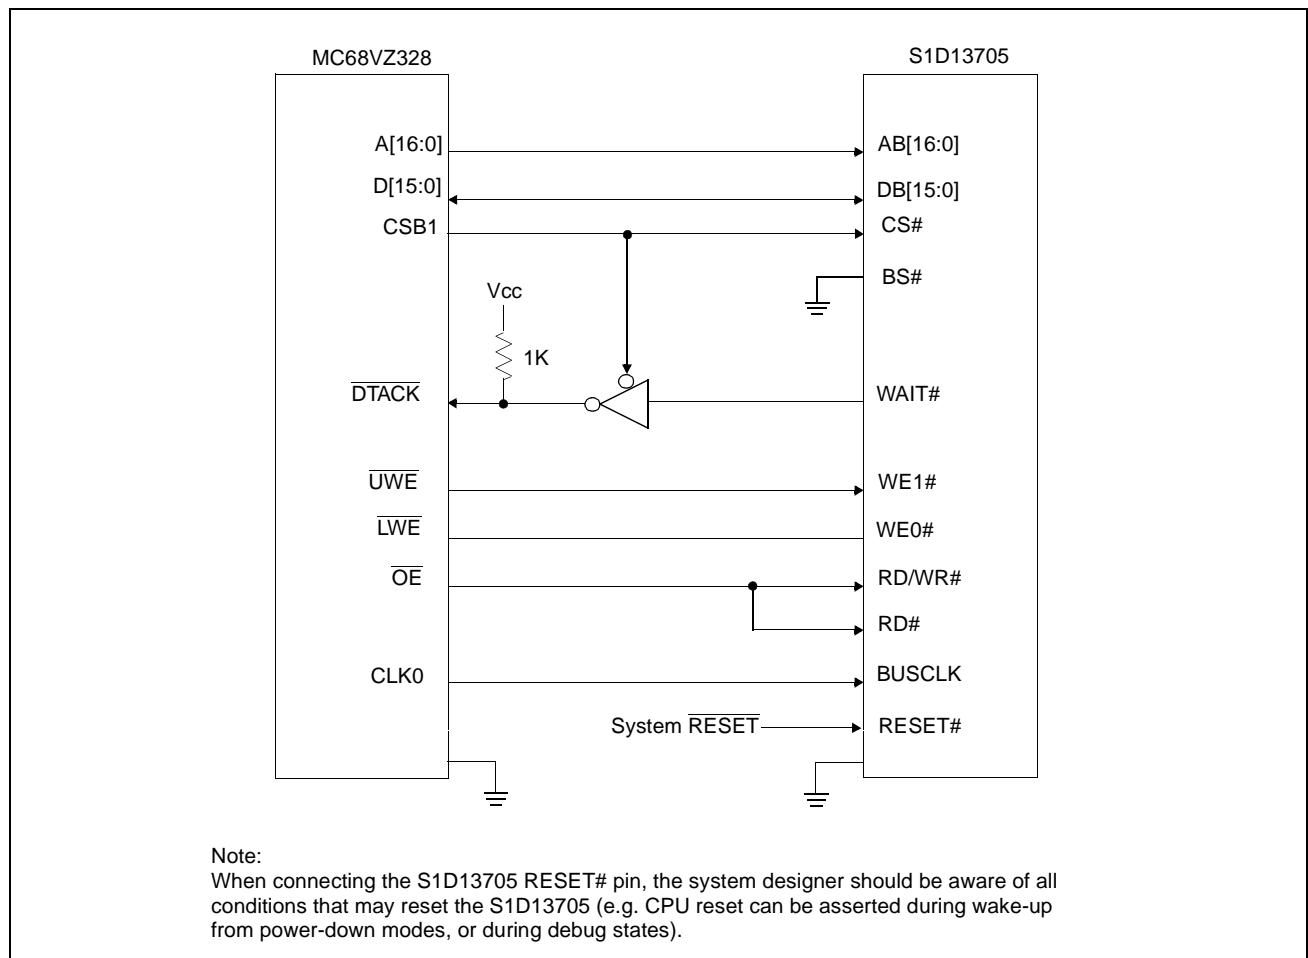 MC68VZ328
S1D13705
A[16:0]
AB[16:0]
D[15:0]
DB[15:0]
CSB1
CS#
BS#
Vcc
1K
DTACK
WAIT#
UWE
WE1#
LWE
WE0#
OE
RD/WR#
RD#
CLK0
BUSCLK
System RESET
RESET#
Note:
When connecting the S1D13705 RESET# pin, the system designer should be aware of all
conditions that may reset the S1D13705 (e.g. CPU reset can be asserted during wake-up
from power-down modes, or during debug states).